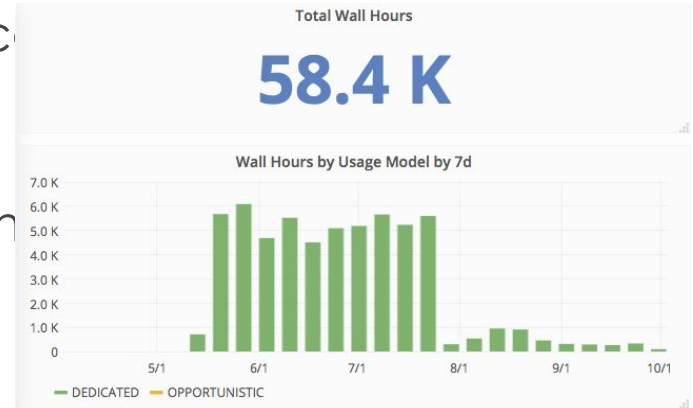 Total Wall Hours
58.4 K
Wall Hours by Usage Model by 7d
7.0 K
6.0 K
5.0 K
4.0 K
3.0 K
2.0 K
1.0 K
0
5/1 6/1 7/1 8/1 9/1 10/1
DEDICATED OPPORTUNISTIC